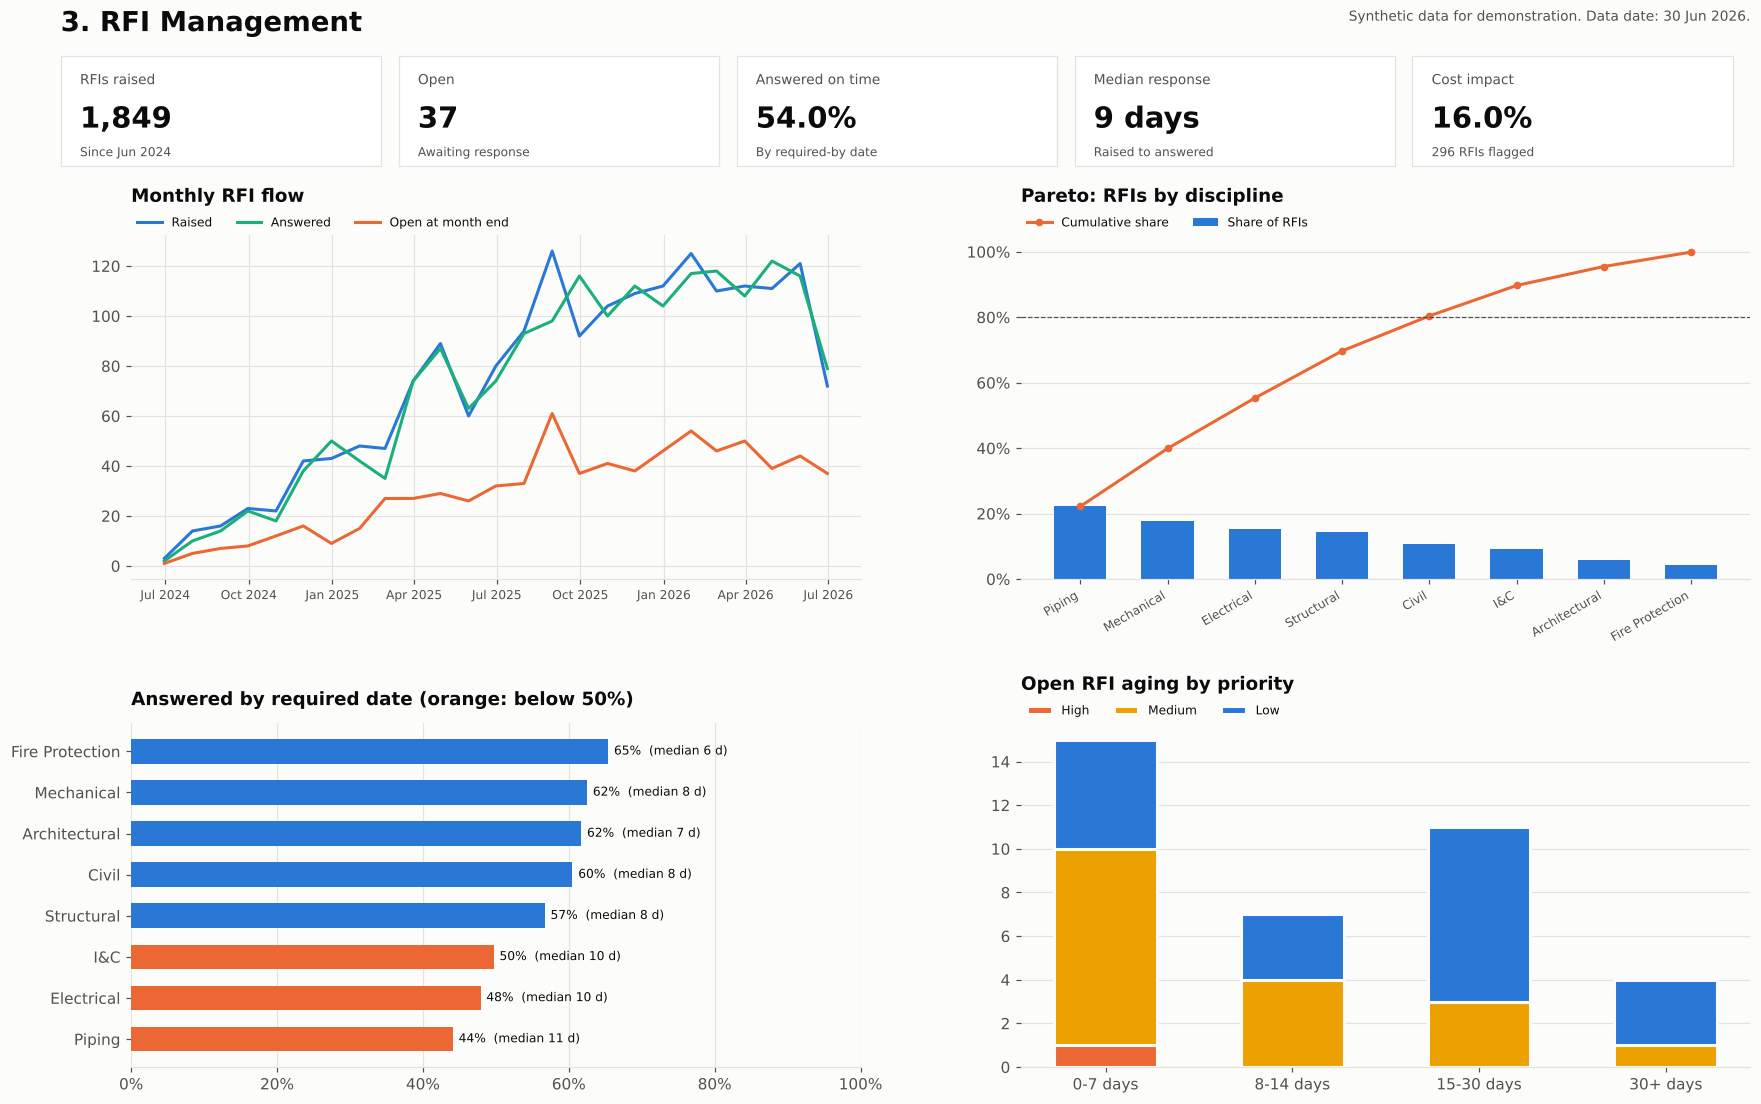 3. RFI Management
Synthetic data for demonstration. Data date: 30 Jun 2026.
RFIs raised
1,849
Since Jun 2024
Open
37
Awaiting response
Answered on time
54.0%
By required-by date
Median response
9 days
Raised to answered
Cost impact
16.0%
296 RFIs flagged
Monthly RFI flow
Raised
Answered
Open at month end
120
100
80
60
40
20
0
Jul 2024
Oct 2024
Jan 2025
Apr 2025
Jul 2025
Oct 2025
Jan 2026
Apr 2026
Jul 2026
Pareto: RFIs by discipline
Cumulative share
Share of RFIs
100%
80%
60%
40%
20%
0%
Piping
Mechanical
Electrical
Structural
Civil
I&C
Architectural
Fire Protection
Answered by required date (orange: below 50%)
Fire Protection
65% (median 6 d)
Mechanical
62% (median 8 d)
Architectural
62% (median 7 d)
Civil
60% (median 8 d)
Structural
57% (median 8 d)
I&C
50% (median 10 d)
Electrical
48% (median 10 d)
Piping
44% (median 11 d)
0%
20%
40%
60%
80%
100%
Open RFI aging by priority
High
Medium
Low
14
12
10
8
6
4
2
0
0-7 days
8-14 days
15-30 days
30+ days